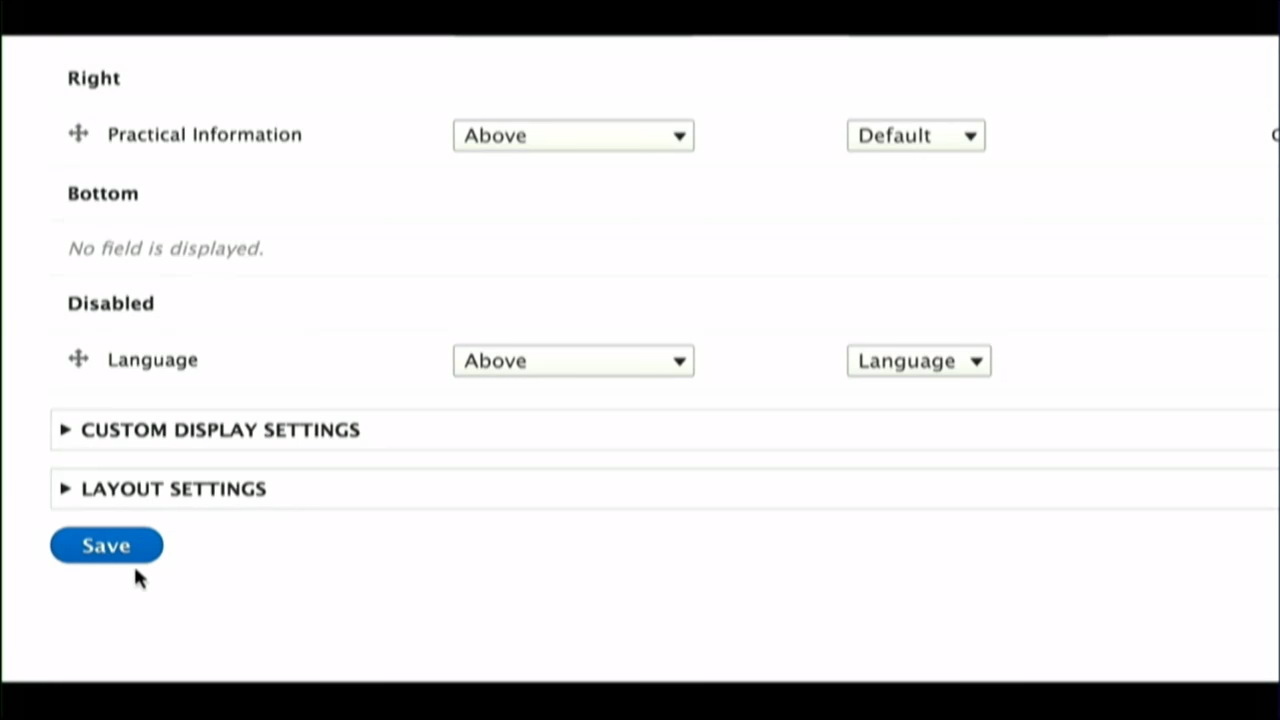 Right
Practical Information Above Default
Bottom
No field is displayed.
Disabled
Language Above Language
CUSTOM DISPLAY SETTINGS
LAYOUT SETTINGS
Save